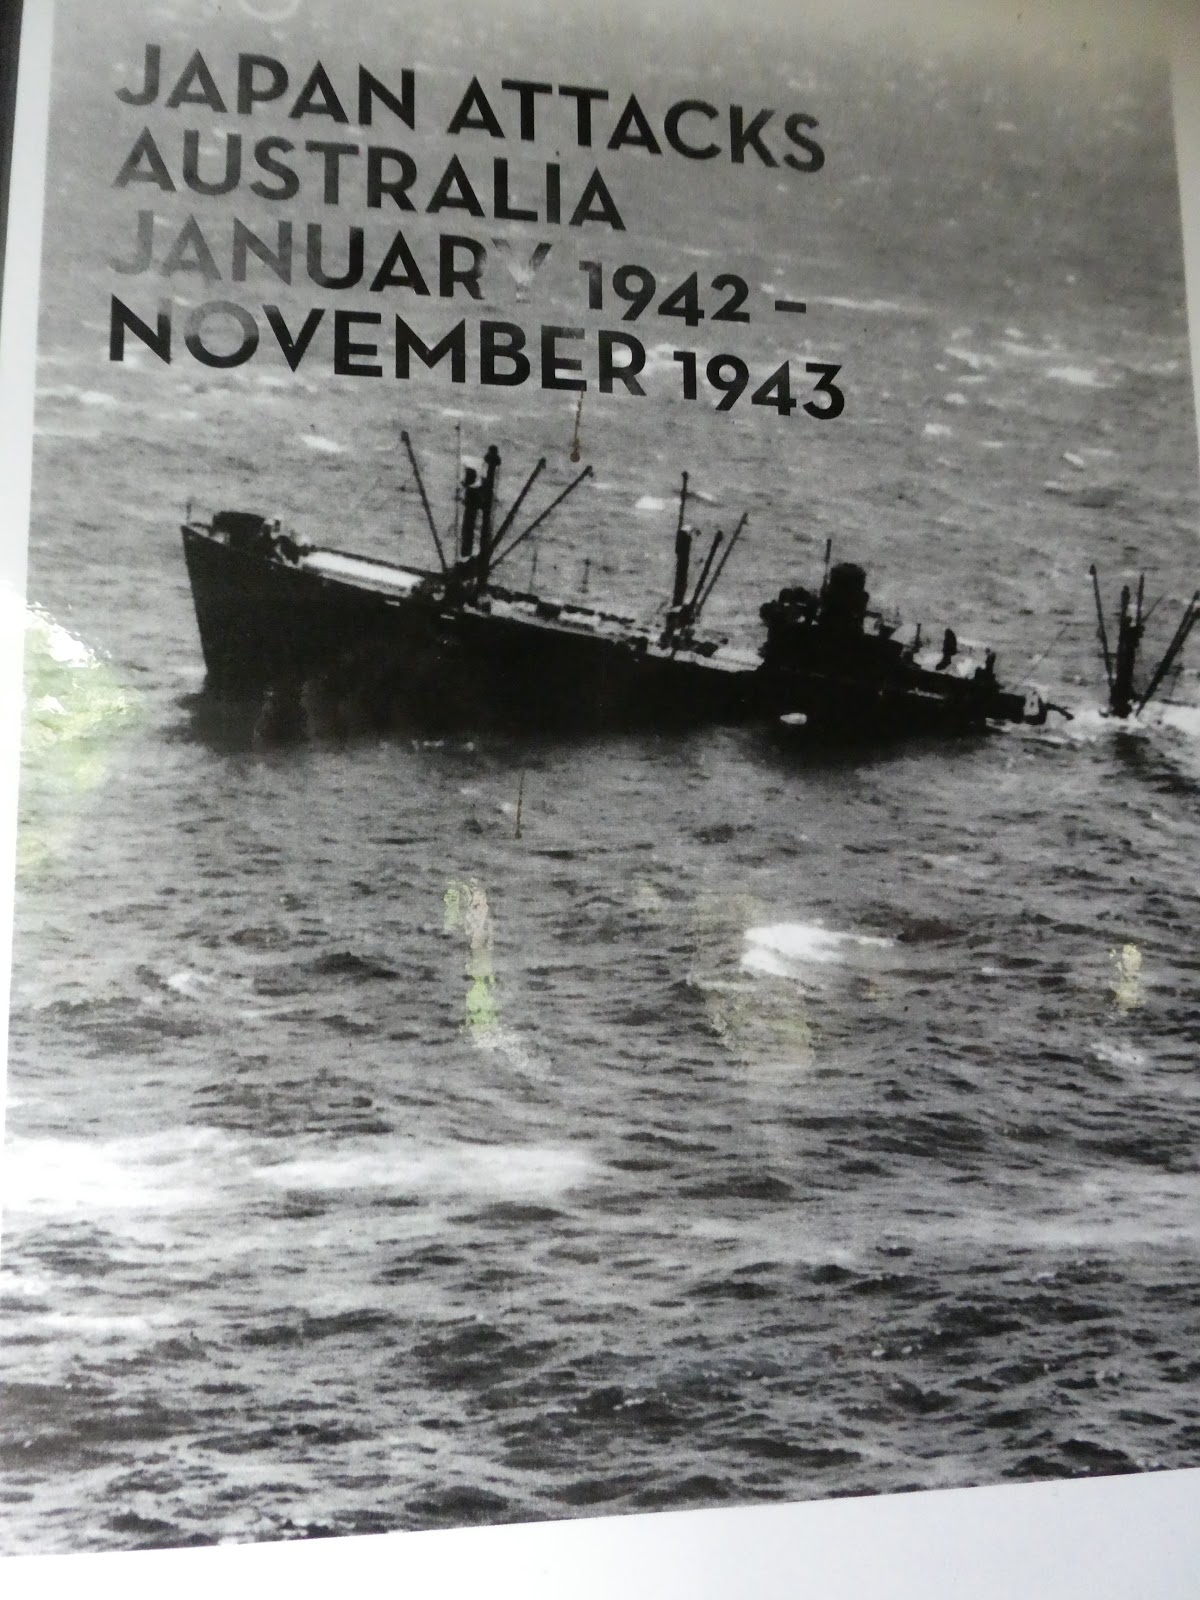 JAPAN ATTACKS
AUSTRALIA
JANUARY 1942 –
NOVEMBER 1943